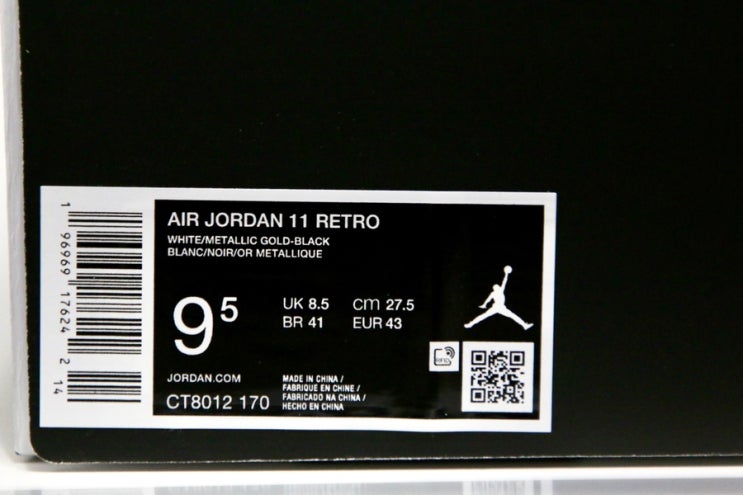 AIR JORDAN 11 RETRO
WHITE/METALLIC GOLD-BLACK
BLANC/NOIR/OR METALLIQUE
9 5
UK 8.5 cm 27.5
BR 41 EUR 43
RFID
JORDAN.COM
CT8012 170
MADE IN CHINA /
FABRIQUÉ EN CHINE /
FABRICADO NA CHINA /
HECHO EN CHINA
1 96969 17624 2 14